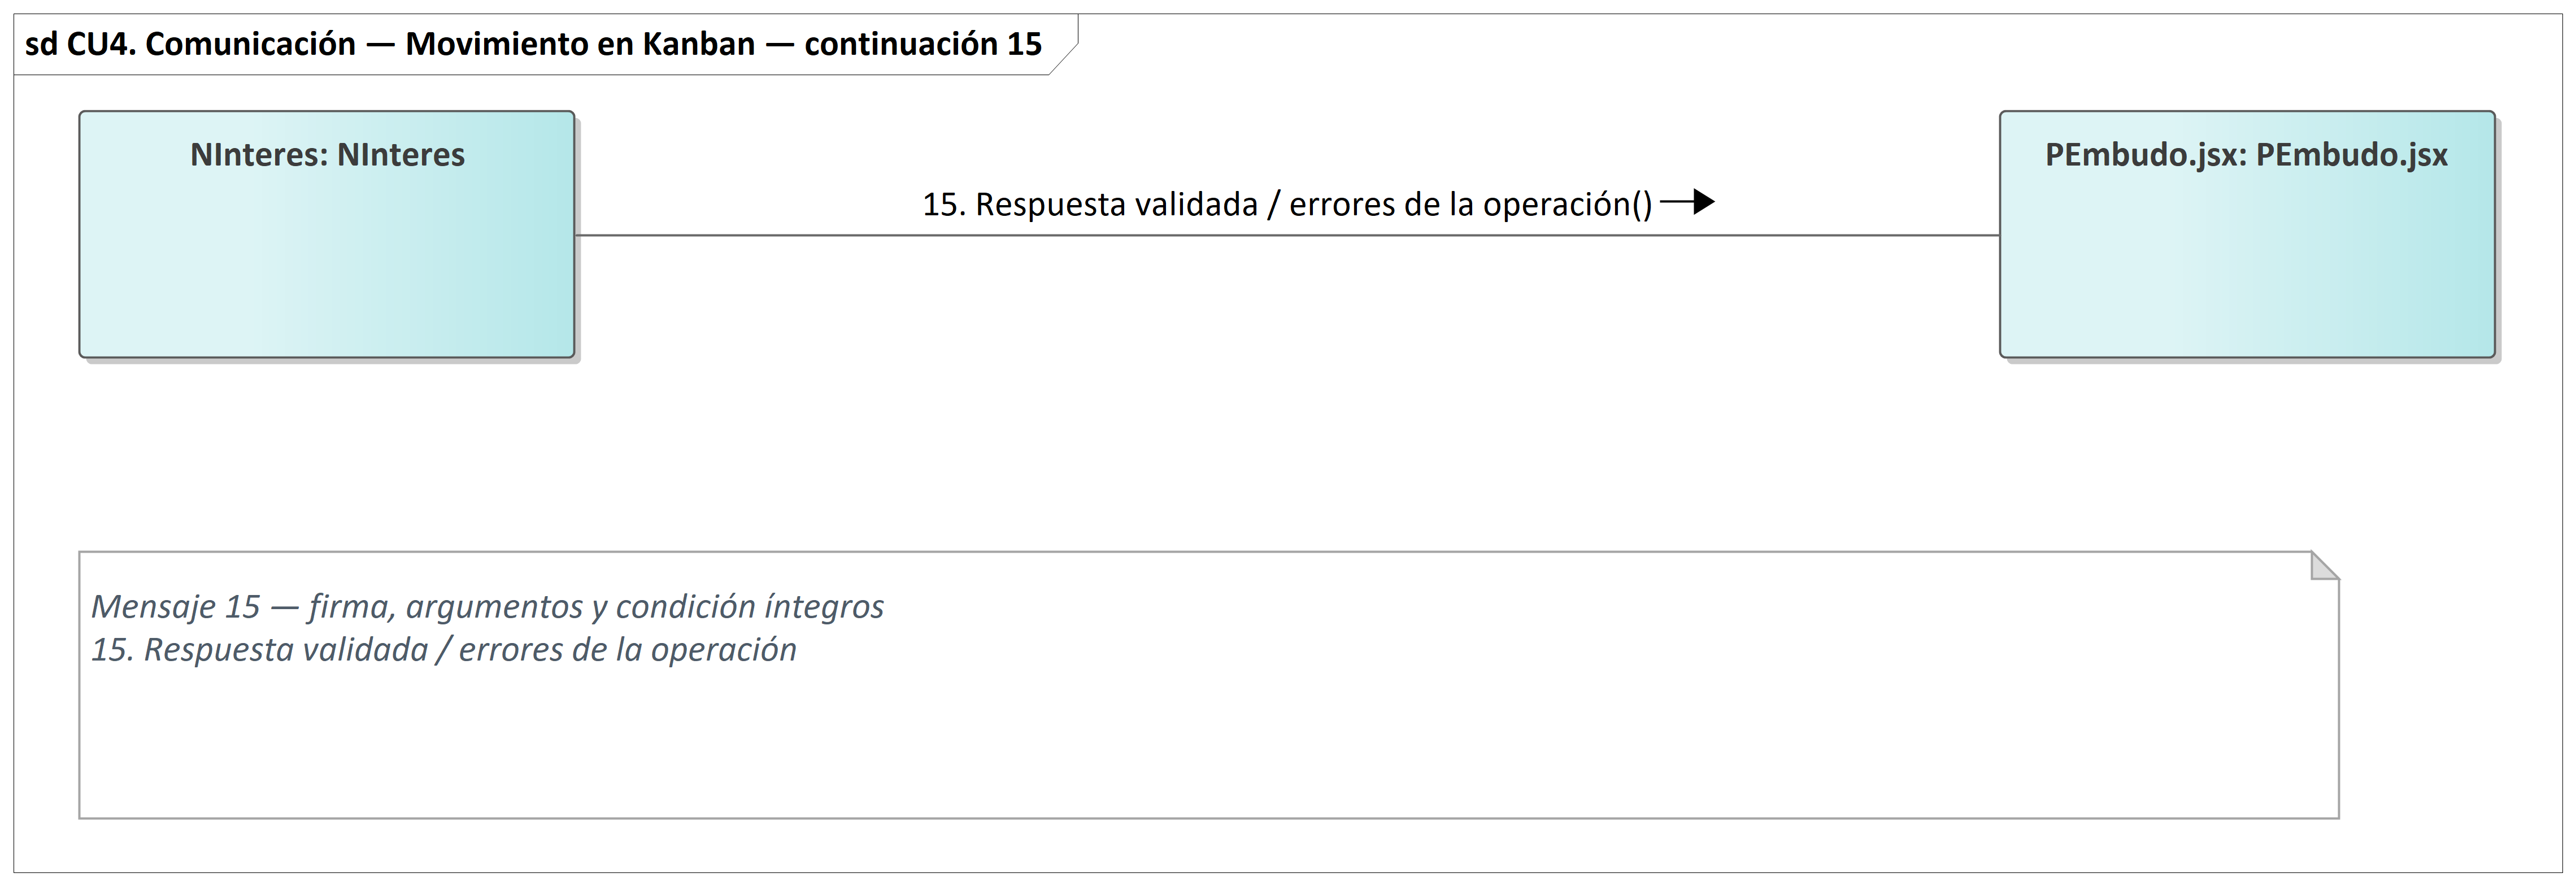 sd CU4. Comunicación — Movimiento en Kanban — continuación 15
NInteres: NInteres
PEmbudo.jsx: PEmbudo.jsx
15. Respuesta validada / errores de la operación()
Mensaje 15 — firma, argumentos y condición íntegros
15. Respuesta validada / errores de la operación